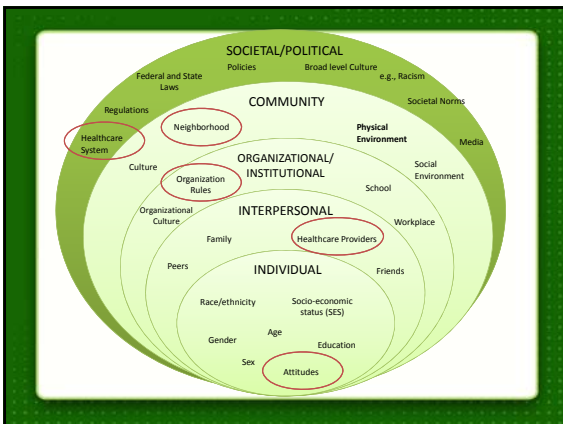 SOCIETAL/POLITICAL
Policies
Broad level Culture
Federal and State
Laws
e.g., Racism
Regulations
Societal Norms
Healthcare
System
Media
COMMUNITY
Neighborhood
Physical
Environment
Culture
Social
Environment
ORGANIZATIONAL/
INSTITUTIONAL
Organization
Rules
School
Organizational
Culture
Workplace
INTERPERSONAL
Family
Healthcare Providers
Peers
Friends
INDIVIDUAL
Race/ethnicity
Socio-economic
status (SES)
Age
Gender
Education
Sex
Attitudes